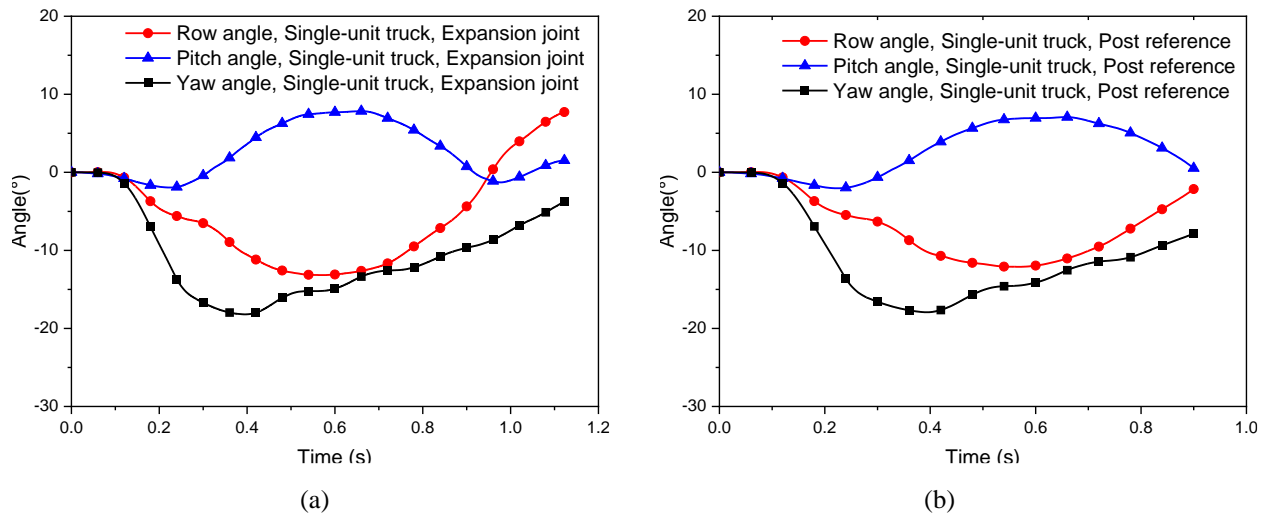 20
10
0
-10
-20
-30
Angle(°)
Row angle, Single-unit truck, Expansion joint
Pitch angle, Single-unit truck, Expansion joint
Yaw angle, Single-unit truck, Expansion joint
0.0 0.2 0.4 0.6 0.8 1.0 1.2
Time (s)
(a)
20
10
0
-10
-20
-30
Angle(°)
Row angle, Single-unit truck, Post reference
Pitch angle, Single-unit truck, Post reference
Yaw angle, Single-unit truck, Post reference
0.0 0.2 0.4 0.6 0.8 1.0
Time (s)
(b)